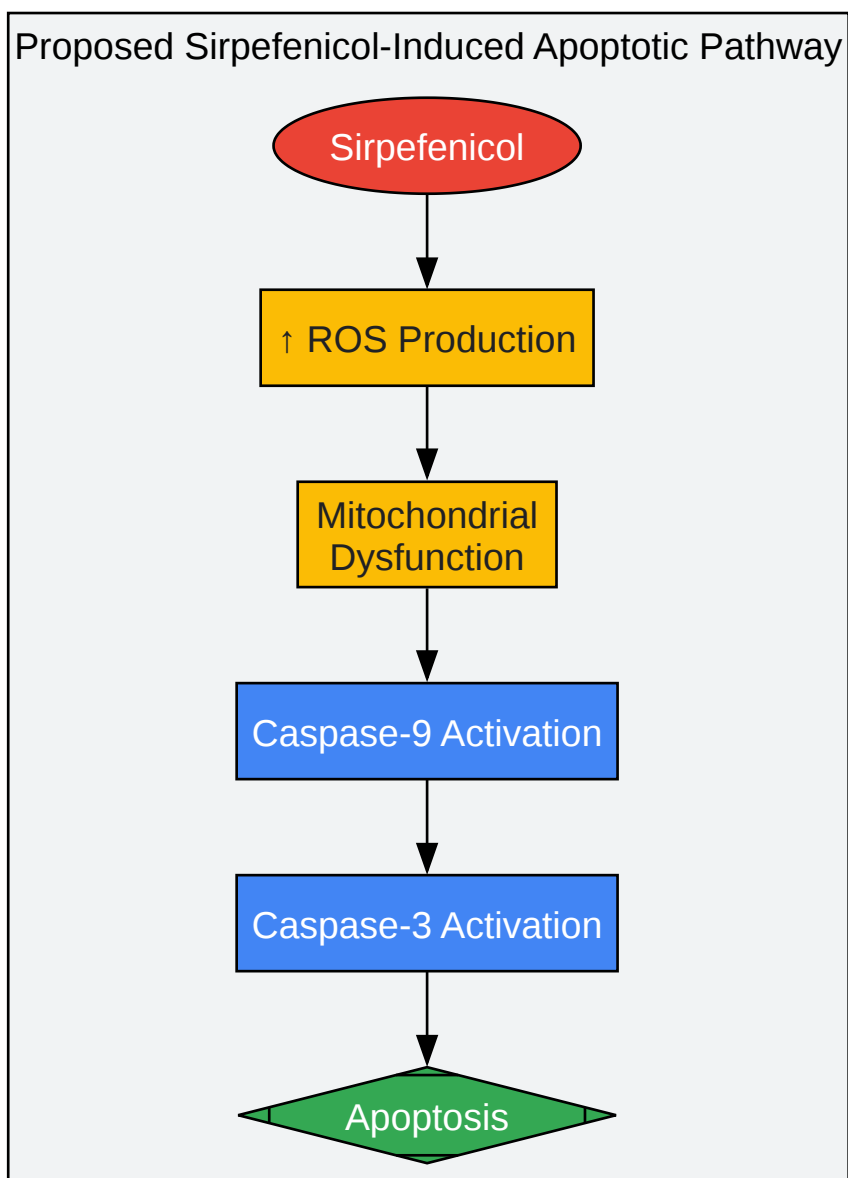 Proposed Sirpefenicol-Induced Apoptotic Pathway
Sirpefenicol
↑ ROS Production
Mitochondrial
Dysfunction
Caspase-9 Activation
Caspase-3 Activation
Apoptosis